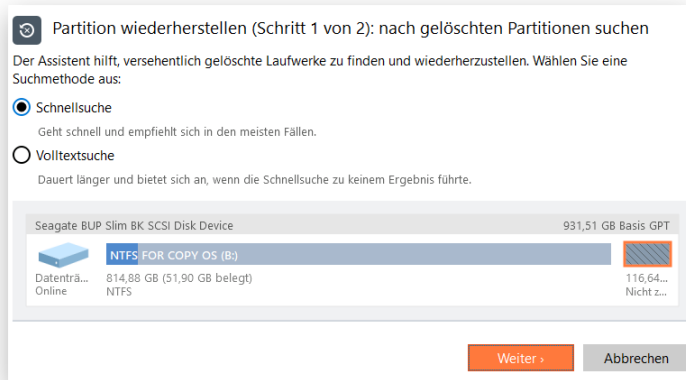 Partition wiederherstellen (Schritt 1 von 2): nach gelöschten Partitionen suchen
Der Assistent hilft, versehentlich gelöschte Laufwerke zu finden und wiederherzustellen. Wählen Sie eine
Suchmethode aus:
Schnellsuche
Geht schnell und empfiehlt sich in den meisten Fällen.
Volltextsuche
Dauert länger und bietet sich an, wenn die Schnellsuche zu keinem Ergebnis führte.
Seagate BUP Slim BK SCSI Disk Device 931,51 GB Basis GPT
NTFS FOR COPY OS (B:)
Datenträ... 814,88 GB (51,90 GB belegt) 116,64...
Online NTFS Nicht z...
Weiter › Abbrechen